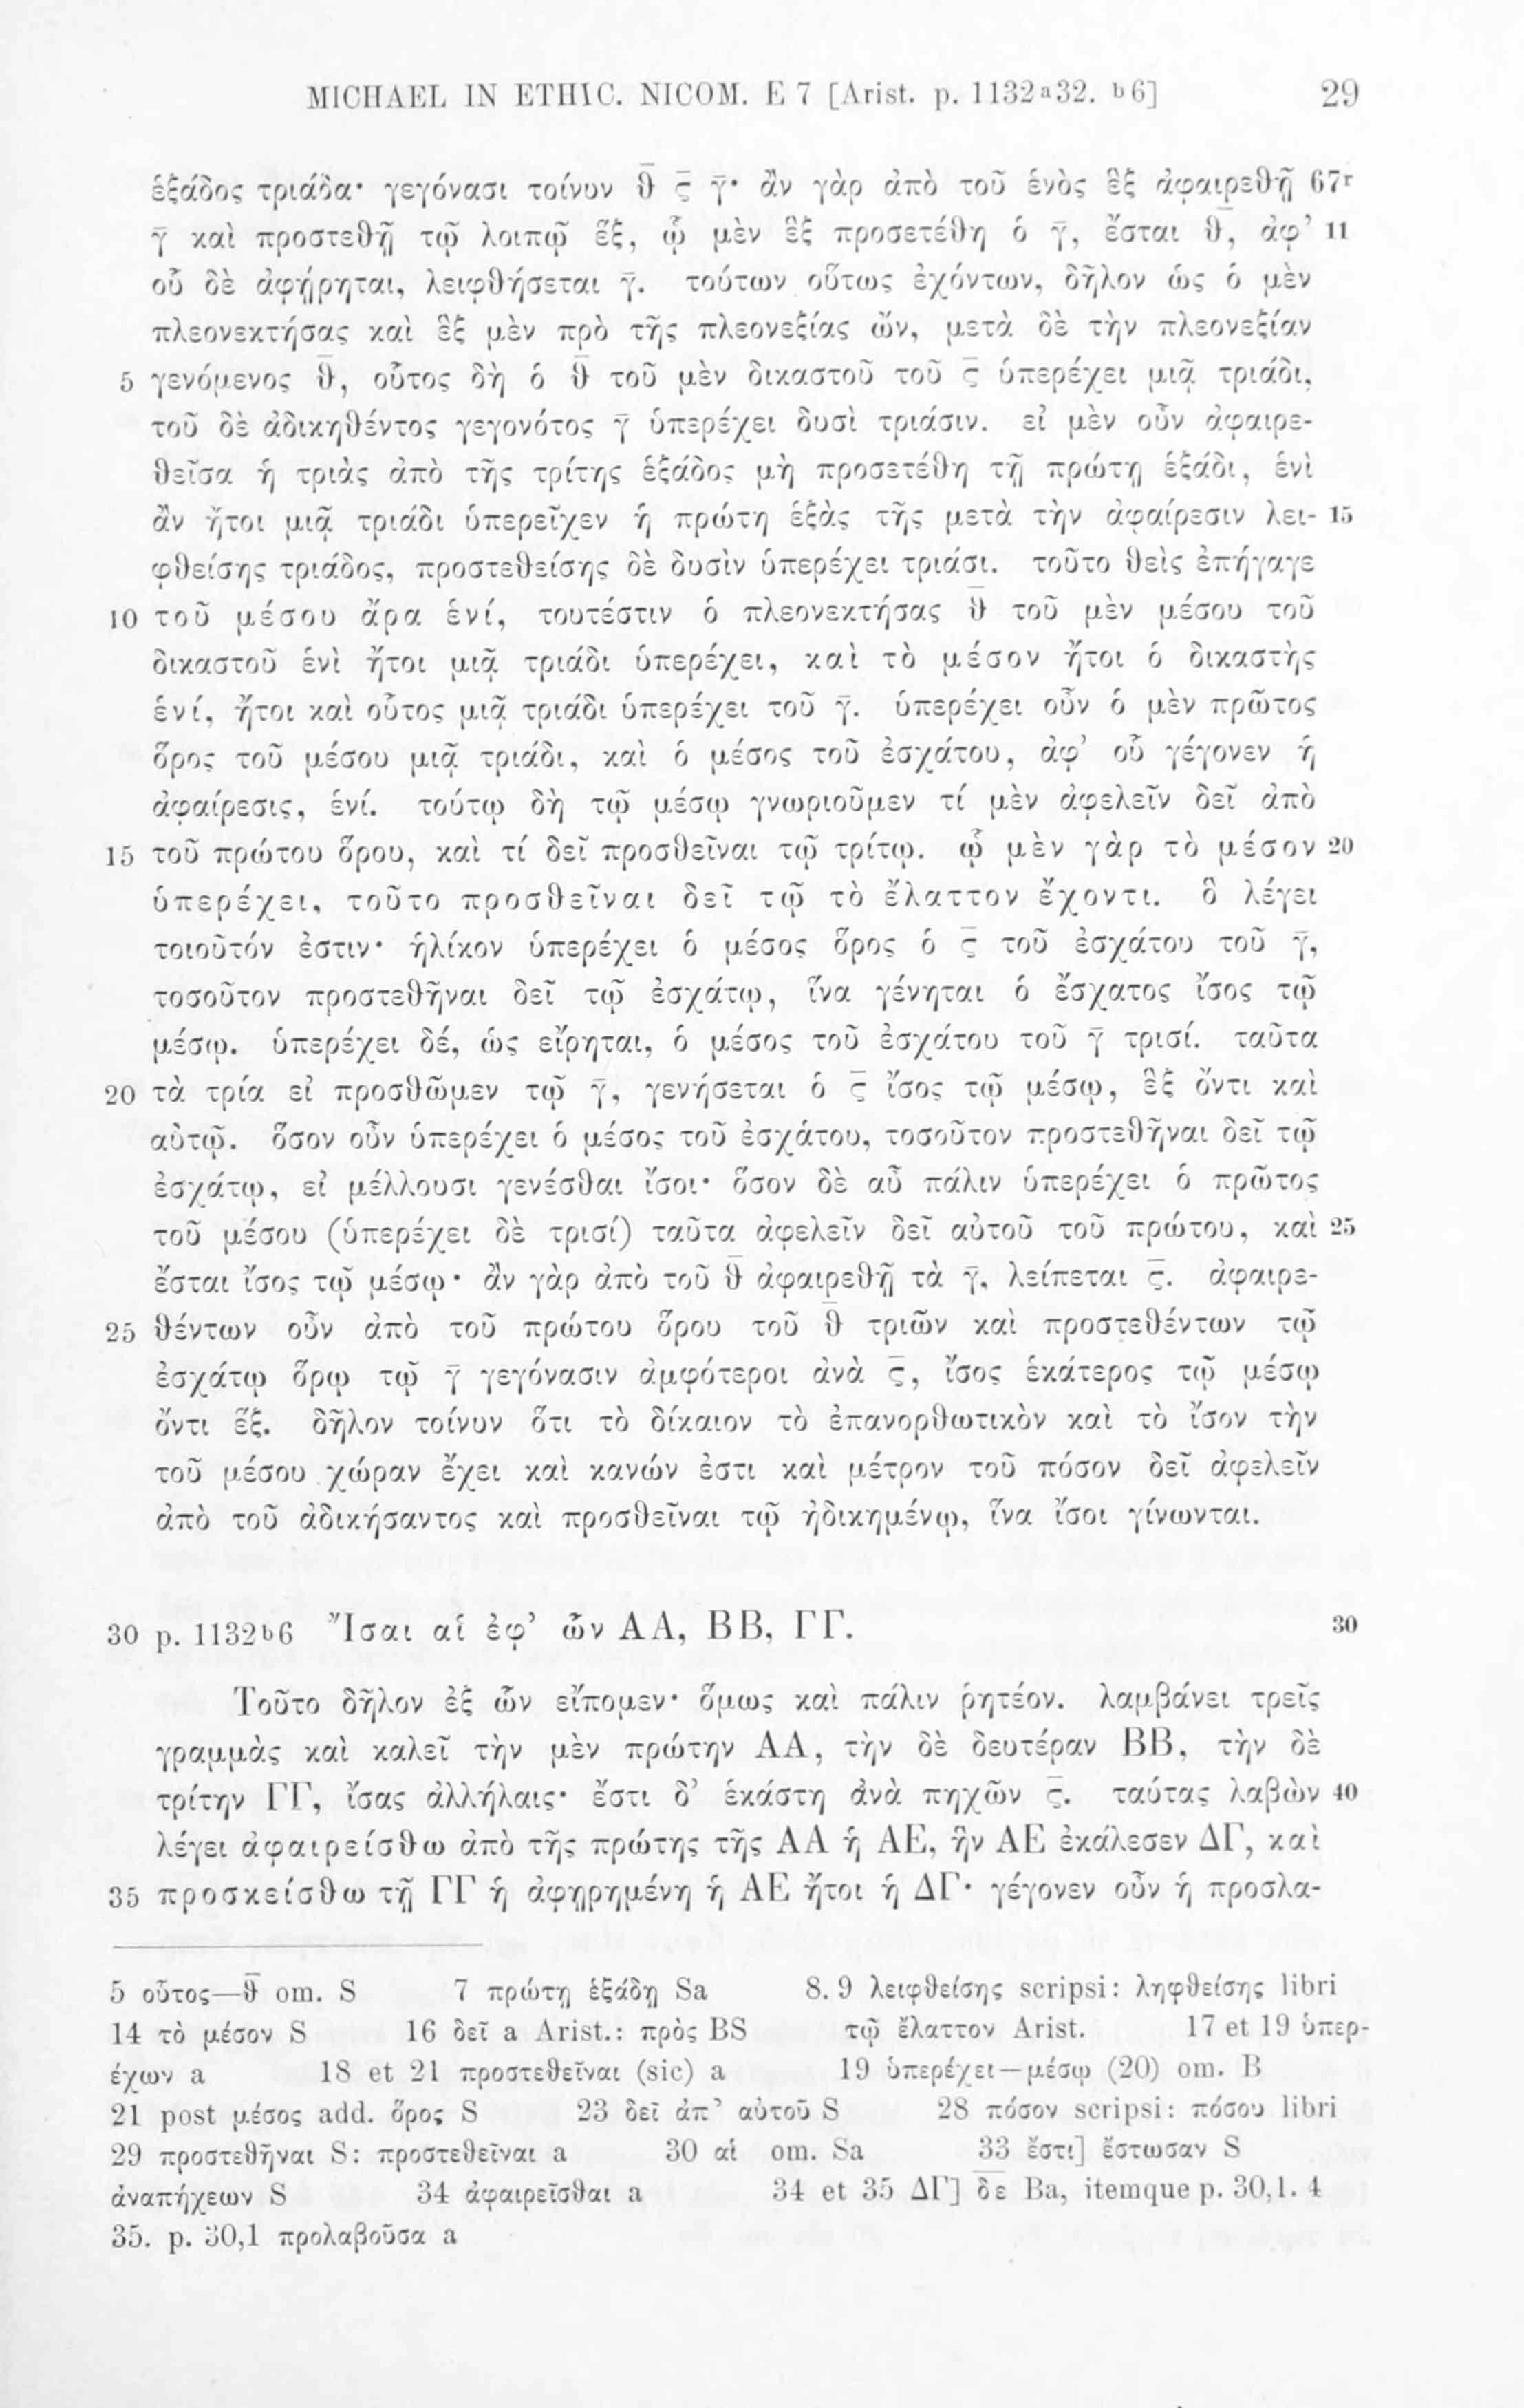 MICHAEL IN ETHIC. NICOM. E 7 [Arist. p. 1132ᵃ32. ᵇ6] 29
ἑξάδος τριάδα· γεγόνασι τοίνυν θ̄ ϛ̄ γ̄· ἂν γὰρ ἀπὸ τοῦ ἑνὸς ἓξ ἀφαιρεθῇ 67ʳ
γ̄ καὶ προστεθῇ τῷ λοιπῷ ἕξ, ᾧ μὲν ἓξ προσετέθη ὁ γ̄, ἔσται θ̄, ἀφ’ 11
οὗ δὲ ἀφῄρηται, λειφθήσεται γ̄. τούτων οὕτως ἐχόντων, δῆλον ὡς ὁ μὲν
πλεονεκτήσας καὶ ἓξ μὲν πρὸ τῆς πλεονεξίας ὤν, μετὰ δὲ τὴν πλεονεξίαν
5 γενόμενος θ̄, οὗτος δὴ ὁ θ̄ τοῦ μὲν δικαστοῦ τοῦ ϛ̄ ὑπερέχει μιᾷ τριάδι,
τοῦ δὲ ἀδικηθέντος γεγονότος γ̄ ὑπερέχει δυσὶ τριάσιν. εἰ μὲν οὖν ἀφαιρε-
θεῖσα ἡ τριὰς ἀπὸ τῆς τρίτης ἑξάδος μὴ προσετέθη τῇ πρώτῃ ἑξάδι, ἑνὶ
ἂν ἤτοι μιᾷ τριάδι ὑπερεῖχεν ἡ πρώτη ἑξὰς τῆς μετὰ τὴν ἀφαίρεσιν λει- 15
φθείσης τριάδος, προστεθείσης δὲ δυσὶν ὑπερέχει τριάσι. τοῦτο θεὶς ἐπήγαγε
10 τοῦ μέσου ἄρα ἑνί, τουτέστιν ὁ πλεονεκτήσας θ̄ τοῦ μὲν μέσου τοῦ
δικαστοῦ ἑνὶ ἤτοι μιᾷ τριάδι ὑπερέχει, καὶ τὸ μέσον ἤτοι ὁ δικαστὴς
ἑνί, ἤτοι καὶ οὗτος μιᾷ τριάδι ὑπερέχει τοῦ γ̄. ὑπερέχει οὖν ὁ μὲν πρῶτος
ὅρος τοῦ μέσου μιᾷ τριάδι, καὶ ὁ μέσος τοῦ ἐσχάτου, ἀφ’ οὗ γέγονεν ἡ
ἀφαίρεσις, ἑνί. τούτῳ δὴ τῷ μέσῳ γνωριοῦμεν τί μὲν ἀφελεῖν δεῖ ἀπὸ
15 τοῦ πρώτου ὅρου, καὶ τί δεῖ προσθεῖναι τῷ τρίτῳ. ᾧ μὲν γὰρ τὸ μέσον 20
ὑπερέχει, τοῦτο προσθεῖναι δεῖ τῷ τὸ ἔλαττον ἔχοντι. ὃ λέγει
τοιοῦτόν ἐστιν· ἡλίκον ὑπερέχει ὁ μέσος ὅρος ὁ ϛ̄ τοῦ ἐσχάτου τοῦ γ̄,
τοσοῦτον προστεθῆναι δεῖ τῷ ἐσχάτῳ, ἵνα γένηται ὁ ἔσχατος ἴσος τῷ
μέσῳ. ὑπερέχει δέ, ὡς εἴρηται, ὁ μέσος τοῦ ἐσχάτου τοῦ γ̄ τρισί. ταῦτα
20 τὰ τρία εἰ προσθῶμεν τῷ γ̄, γενήσεται ὁ ϛ̄ ἴσος τῷ μέσῳ, ἓξ ὄντι καὶ
αὐτῷ. ὅσον οὖν ὑπερέχει ὁ μέσος τοῦ ἐσχάτου, τοσοῦτον προστεθῆναι δεῖ τῷ
ἐσχάτῳ, εἰ μέλλουσι γενέσθαι ἴσοι· ὅσον δὲ αὖ πάλιν ὑπερέχει ὁ πρῶτος
τοῦ μέσου (ὑπερέχει δὲ τρισί) ταῦτα ἀφελεῖν δεῖ αὐτοῦ τοῦ πρώτου, καὶ 25
ἔσται ἴσος τῷ μέσῳ· ἂν γὰρ ἀπὸ τοῦ θ̄ ἀφαιρεθῇ τὰ γ̄, λείπεται ϛ̄. ἀφαιρε-
25 θέντων οὖν ἀπὸ τοῦ πρώτου ὅρου τοῦ θ̄ τριῶν καὶ προστεθέντων τῷ
ἐσχάτῳ ὅρῳ τῷ γ̄ γεγόνασιν ἀμφότεροι ἀνὰ ϛ̄, ἴσος ἑκάτερος τῷ μέσῳ
ὄντι ἕξ. δῆλον τοίνυν ὅτι τὸ δίκαιον τὸ ἐπανορθωτικὸν καὶ τὸ ἴσον τὴν
τοῦ μέσου χώραν ἔχει καὶ κανών ἐστι καὶ μέτρον τοῦ πόσον δεῖ ἀφελεῖν
ἀπὸ τοῦ ἀδικήσαντος καὶ προσθεῖναι τῷ ἠδικημένῳ, ἵνα ἴσοι γίνωνται.
30 p. 1132ᵇ6 Ἴσαι αἱ ἐφ’ ὧν ΑΑ, ΒΒ, ΓΓ. 30
Τοῦτο δῆλον ἐξ ὧν εἴπομεν· ὅμως καὶ πάλιν ῥητέον. λαμβάνει τρεῖς
γραμμὰς καὶ καλεῖ τὴν μὲν πρώτην ΑΑ, τὴν δὲ δευτέραν ΒΒ, τὴν δὲ
τρίτην ΓΓ, ἴσας ἀλλήλαις· ἔστι δ’ ἑκάστη ἀνὰ πηχῶν ϛ̄. ταύτας λαβὼν 40
λέγει ἀφαιρείσθω ἀπὸ τῆς πρώτης τῆς ΑΑ ἡ ΑΕ, ἣν ΑΕ ἐκάλεσεν ΔΓ, καὶ
35 προσκείσθω τῇ ΓΓ ἡ ἀφῃρημένη ἡ ΑΕ ἤτοι ἡ ΔΓ· γέγονεν οὖν ἡ προσλα-
5 οὗτος—θ̄ om. S 7 πρώτῃ ἑξάδῃ Sa 8. 9 λειφθείσης scripsi: ληφθείσης libri
14 τὸ μέσον S 16 δεῖ a Arist.: πρὸς BS τῷ ἔλαττον Arist. 17 et 19 ὑπερ-
έχων a 18 et 21 προστεθεῖναι (sic) a 19 ὑπερέχει—μέσῳ (20) om. B
21 post μέσος add. ὅρος S 23 δεῖ ἀπ’ αὐτοῦ S 28 πόσον scripsi: πόσου libri
29 προστεθῆναι S: προστεθεῖναι a 30 αἱ om. Sa 33 ἔστι] ἔστωσαν S
ἀναπήχεων S 34 ἀφαιρεῖσθαι a 34 et 35 ΔΓ] δ̄ε̄ Ba, itemque p. 30,1. 4
35. p. 30,1 προλαβοῦσα a